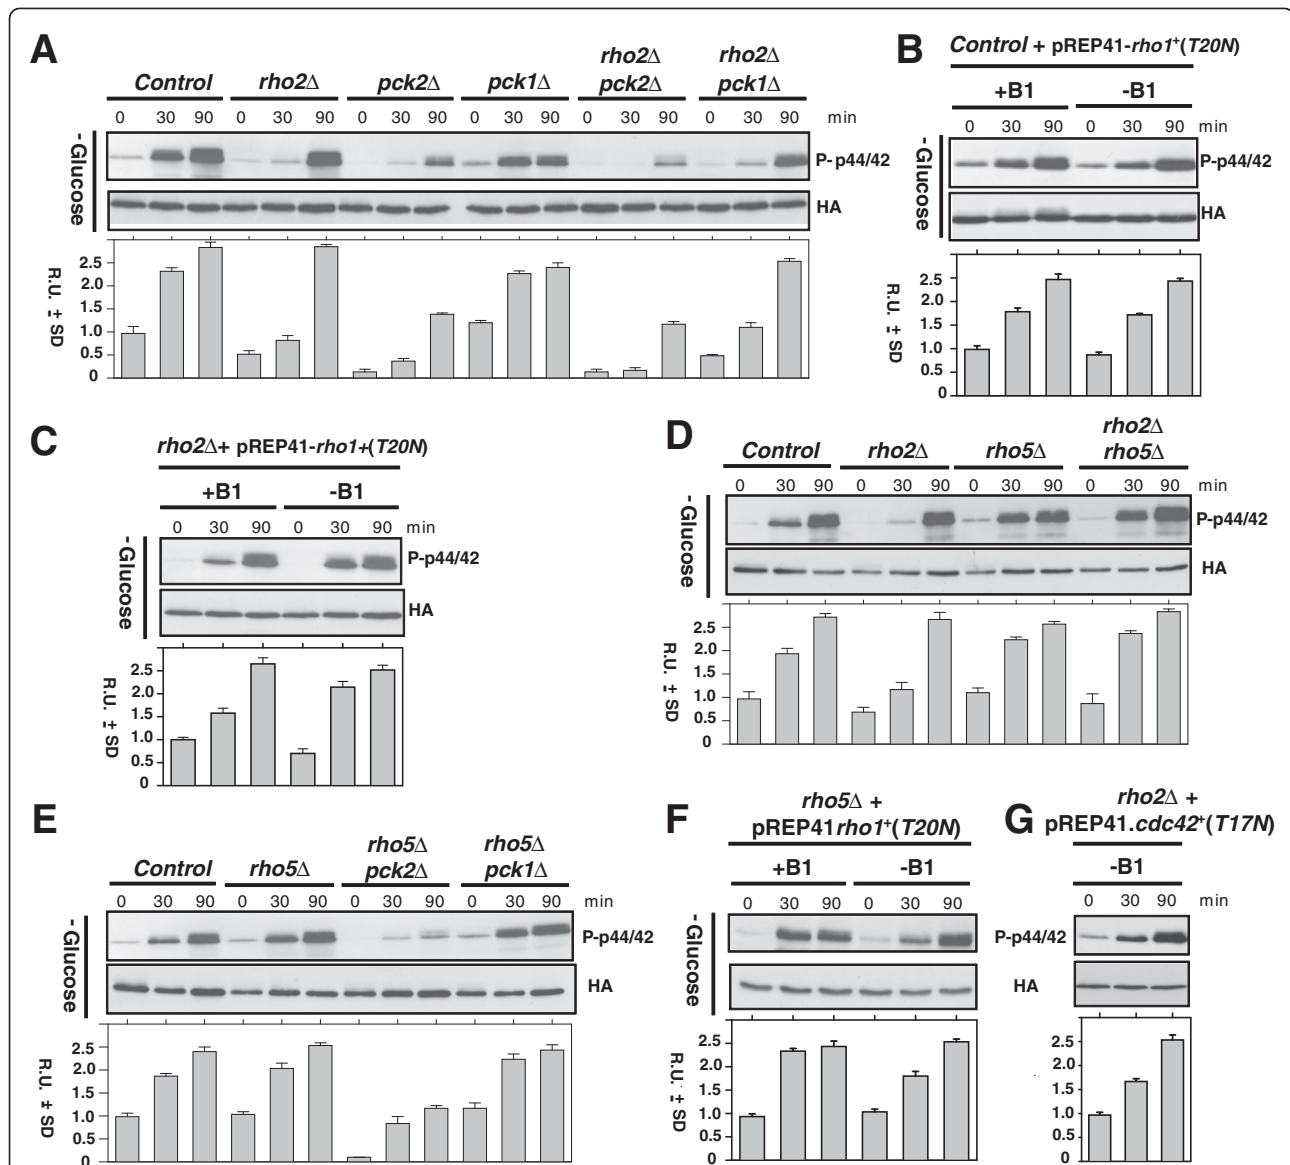 A
Control
rho2Δ
pck2Δ
pck1Δ
rho2Δ
pck2Δ
rho2Δ
pck1Δ
0 30 90 0 30 90 0 30 90 0 30 90 0 30 90 0 30 90 min
-Glucose
P-p44/42
HA
R.U. ± SD
2.5
2.0
1.5
1.0
0.5
0
B
Control + pREP41-rho1+(T20N)
+B1
-B1
0 30 90 0 30 90 min
-Glucose
P-p44/42
HA
R.U. ± SD
2.5
2.0
1.5
1.0
0.5
0
C
rho2Δ+ pREP41-rho1+(T20N)
+B1
-B1
0 30 90 0 30 90 min
-Glucose
P-p44/42
HA
R.U. ± SD
2.5
2.0
1.5
1.0
0.5
0
D
Control
rho2Δ
rho5Δ
rho2Δ
rho5Δ
0 30 90 0 30 90 0 30 90 0 30 90 min
-Glucose
P-p44/42
HA
R.U. ± SD
2.5
2.0
1.5
1.0
0.5
0
E
Control
rho5Δ
rho5Δ
pck2Δ
rho5Δ
pck1Δ
0 30 90 0 30 90 0 30 90 0 30 90 min
-Glucose
P-p44/42
HA
R.U. ± SD
2.5
2.0
1.5
1.0
0.5
0
F
rho5Δ +
pREP41rho1+(T20N)
+B1
-B1
0 30 90 0 30 90
-Glucose
R.U. ± SD
2.5
2.0
1.5
1.0
0.5
0
G
rho2Δ +
pREP41.cdc42+(T17N)
-B1
0 30 90 min
P-p44/42
HA
2.5
2.0
1.5
1.0
0.5
0